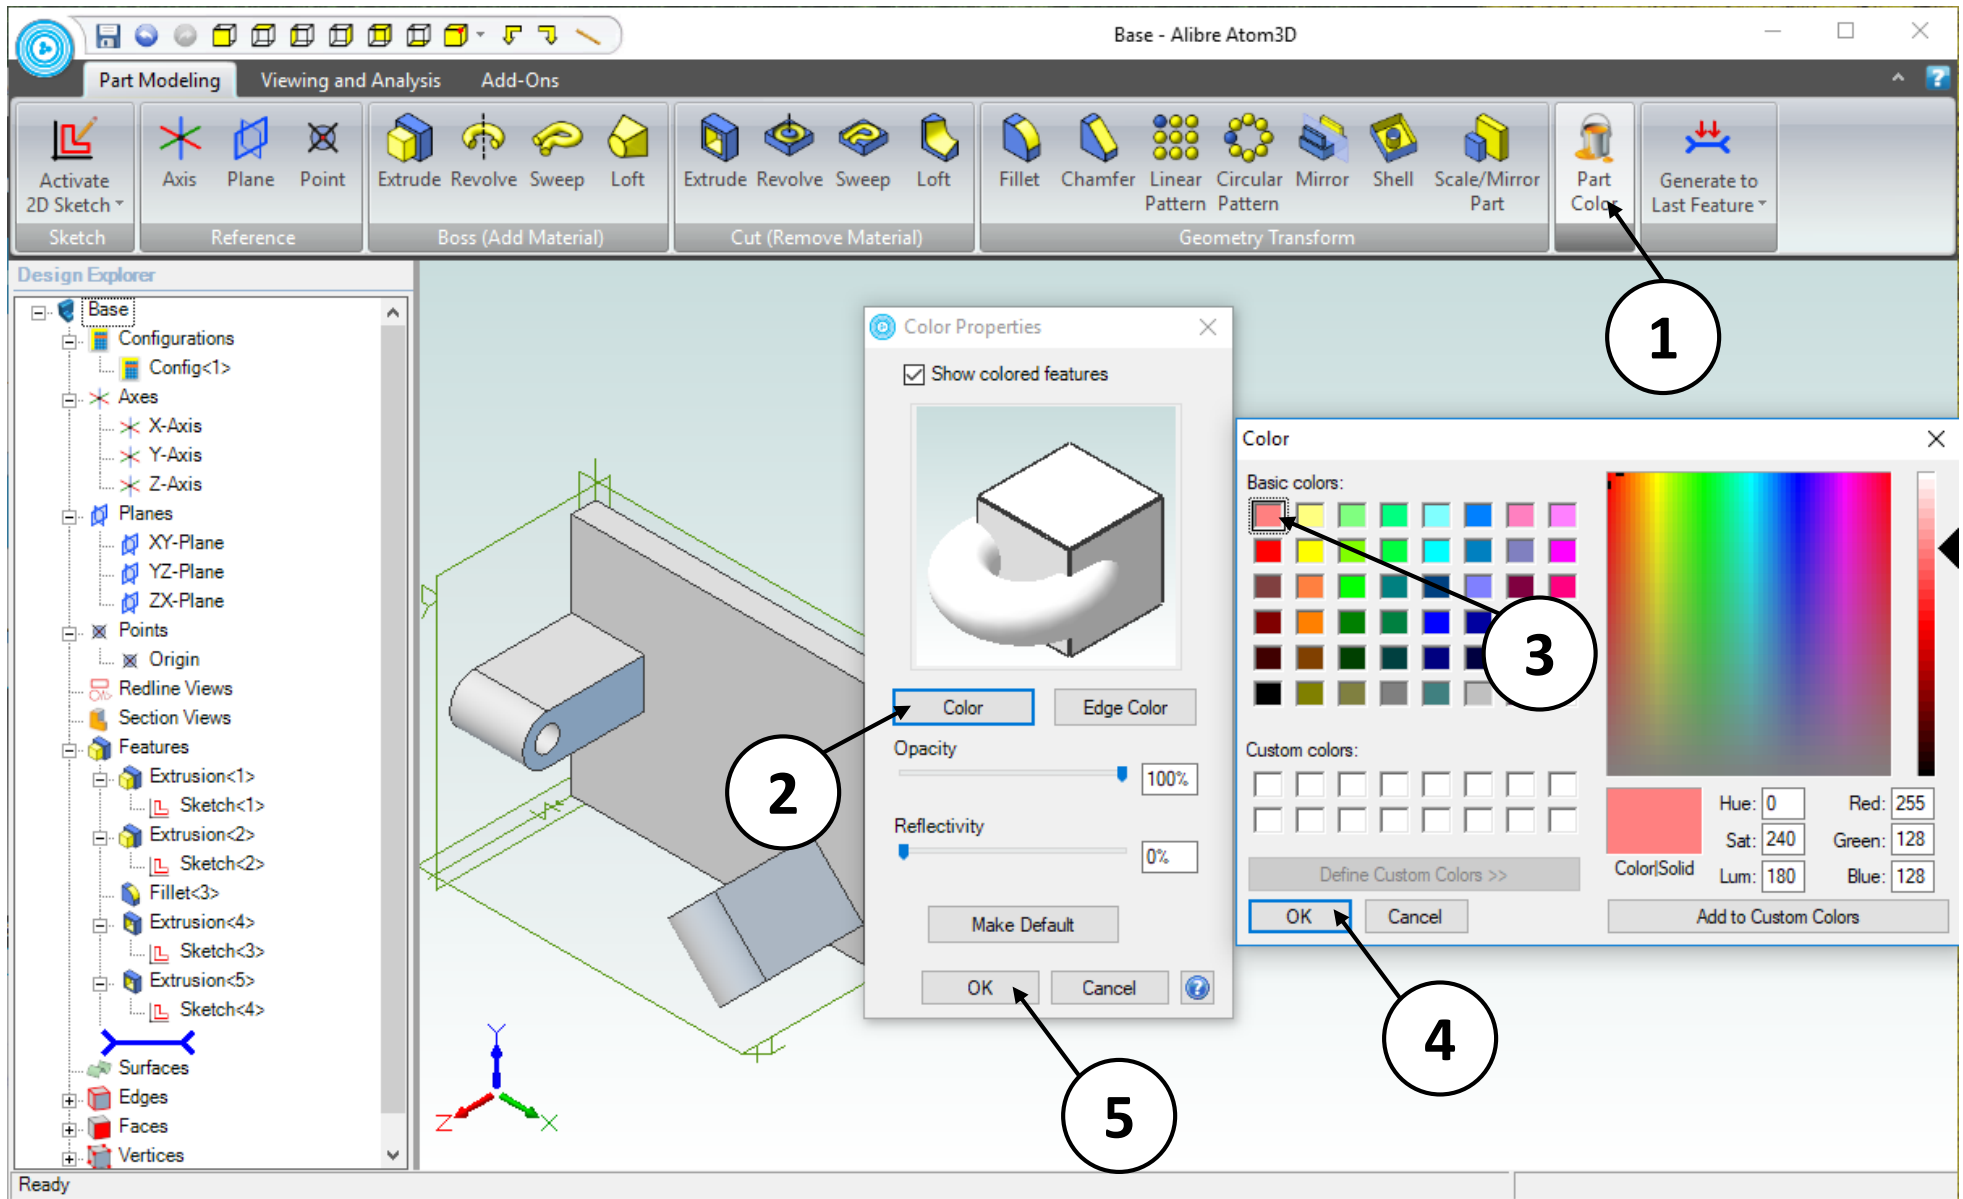 Base - Alibre Atom3D
Part Modeling Viewing and Analysis Add-Ons
Activate 2D Sketch
Axis Plane Point
Extrude Revolve Sweep Loft
Extrude Revolve Sweep Loft
Fillet Chamfer Linear Pattern Circular Pattern Mirror Shell Scale/Mirror Part
Part Color
Generate to Last Feature
Sketch Reference Boss (Add Material) Cut (Remove Material) Geometry Transform
1
Design Explorer
Base
Configurations
Config<1>
Axes
X-Axis
Y-Axis
Z-Axis
Planes
XY-Plane
YZ-Plane
ZX-Plane
Points
Origin
Redline Views
Section Views
Features
Extrusion<1>
Sketch<1>
Extrusion<2>
Sketch<2>
Fillet<3>
Extrusion<4>
Sketch<3>
Extrusion<5>
Sketch<4>
Surfaces
Edges
Faces
Vertices
Y
Z
X
Color Properties
Show colored features
Color Edge Color
2
Opacity
100%
Reflectivity
0%
Make Default
OK Cancel ?
5
Color
Basic colors:
3
Custom colors:
Define Custom Colors >>
OK Cancel
4
Color|Solid
Hue: 0 Red: 255
Sat: 240 Green: 128
Lum: 180 Blue: 128
Add to Custom Colors
Ready